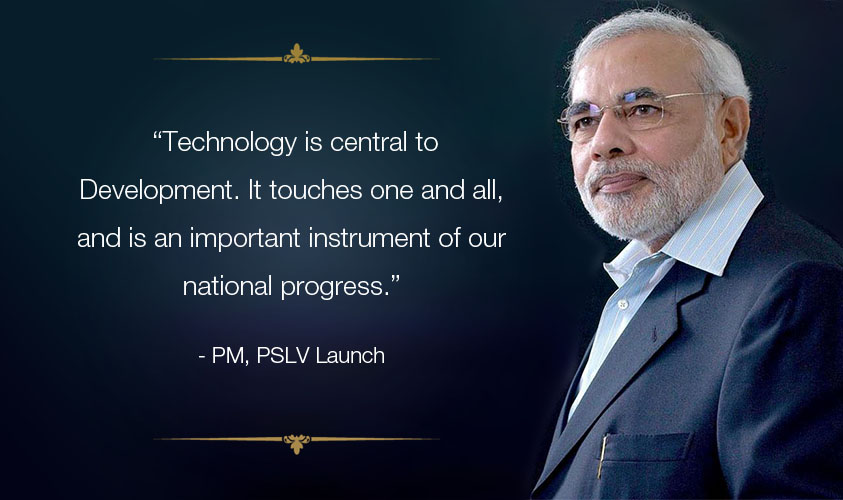 “Technology is central to
Development. It touches one and all,
and is an important instrument of our
national progress.”
- PM, PSLV Launch